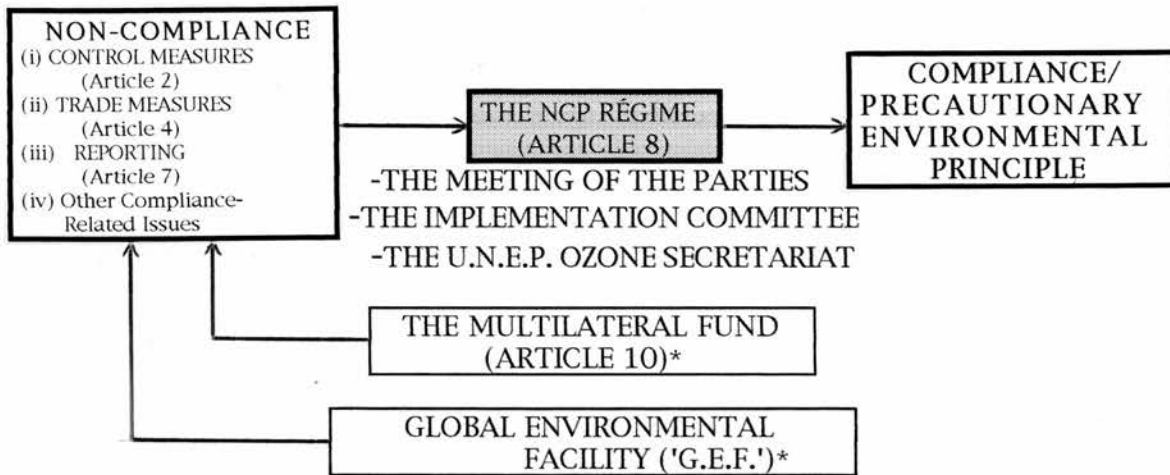 NON-COMPLIANCE
(i) CONTROL MEASURES
(Article 2)
(ii) TRADE MEASURES
(Article 4)
(iii) REPORTING
(Article 7)
(iv) Other Compliance-
Related Issues
THE NCP RÉGIME
(ARTICLE 8)
-THE MEETING OF THE PARTIES
-THE IMPLEMENTATION COMMITTEE
-THE U.N.E.P. OZONE SECRETARIAT
COMPLIANCE/
PRECAUTIONARY
ENVIRONMENTAL
PRINCIPLE
THE MULTILATERAL FUND
(ARTICLE 10)*
GLOBAL ENVIRONMENTAL
FACILITY ('G.E.F.')*